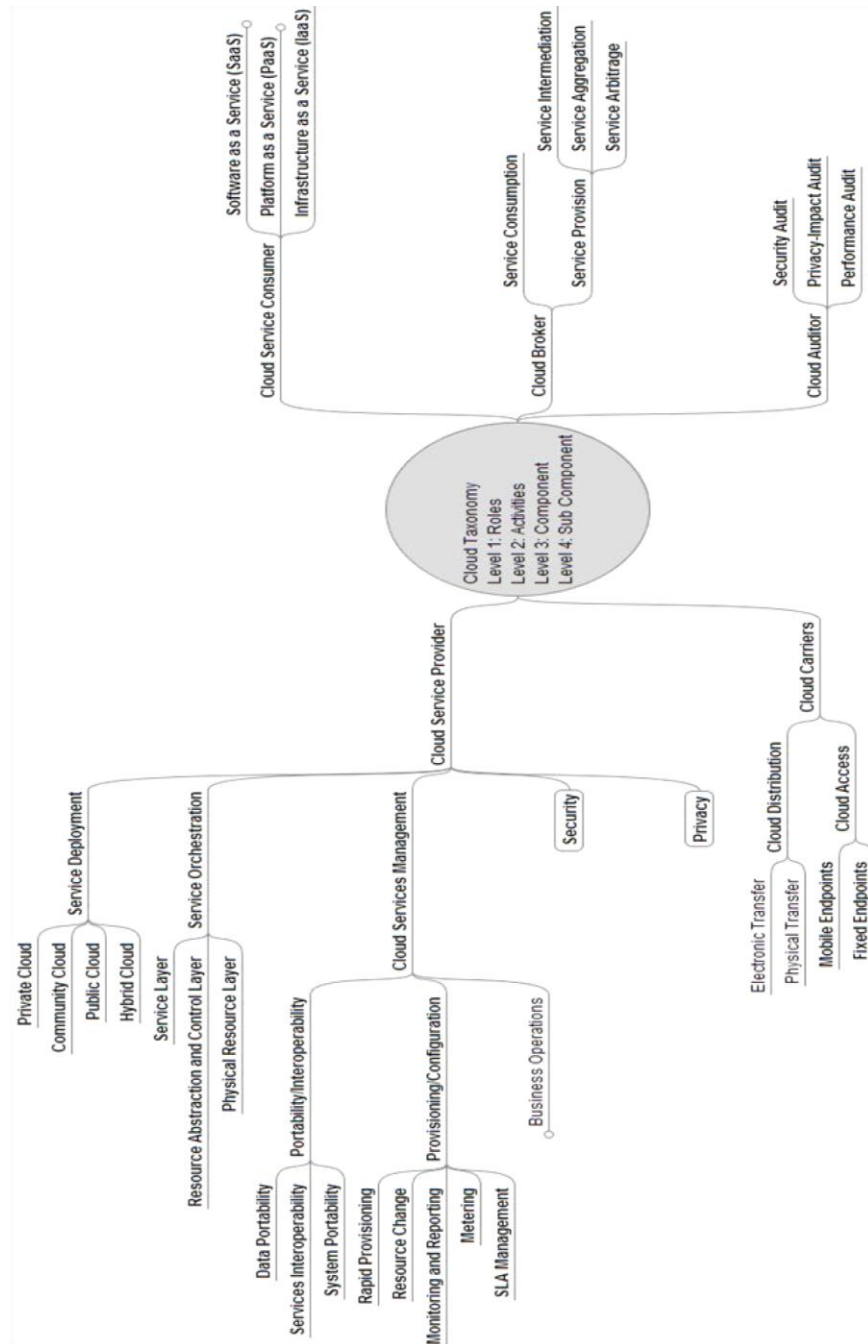 Cloud Taxonomy
Level 1: Roles
Level 2: Activities
Level 3: Component
Level 4: Sub Component
Cloud Service Provider
Service Deployment
Private Cloud
Community Cloud
Public Cloud
Hybrid Cloud
Service Orchestration
Service Layer
Resource Abstraction and Control Layer
Physical Resource Layer
Cloud Services Management
Portability/Interoperability
Data Portability
Services Interoperability
System Portability
Provisioning/Configuration
Rapid Provisioning
Resource Change
Monitoring and Reporting
Metering
SLA Management
Business Operations
Security
Privacy
Cloud Carriers
Cloud Distribution
Electronic Transfer
Physical Transfer
Cloud Access
Mobile Endpoints
Fixed Endpoints
Cloud Service Consumer
Software as a Service (SaaS)
Platform as a Service (PaaS)
Infrastructure as a Service (IaaS)
Cloud Broker
Service Consumption
Service Provision
Service Intermediation
Service Aggregation
Service Arbitrage
Cloud Auditor
Security Audit
Privacy-Impact Audit
Performance Audit